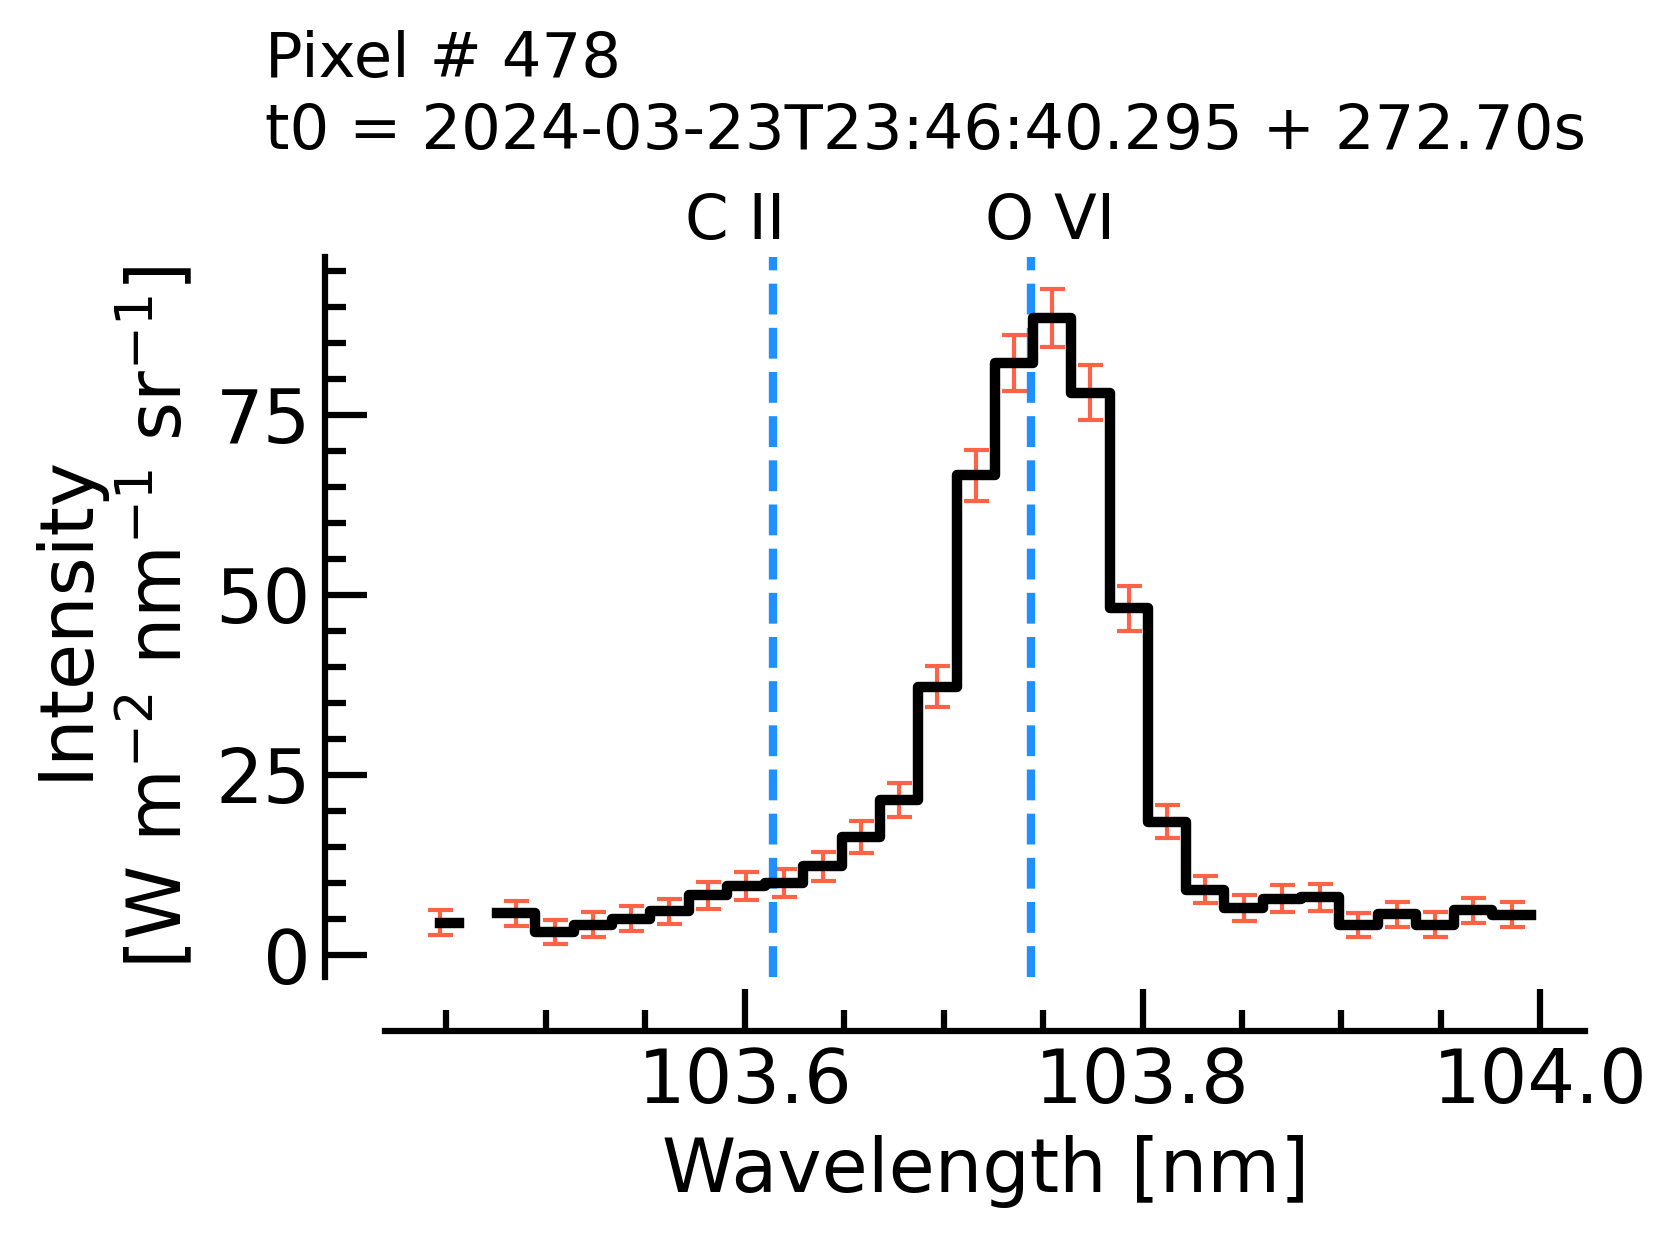 Pixel # 478
t0 = 2024-03-23T23:46:40.295 + 272.70s
C II
O VI
Intensity
[W m⁻² nm⁻¹ sr⁻¹]
75
50
25
0
103.6
103.8
104.0
Wavelength [nm]